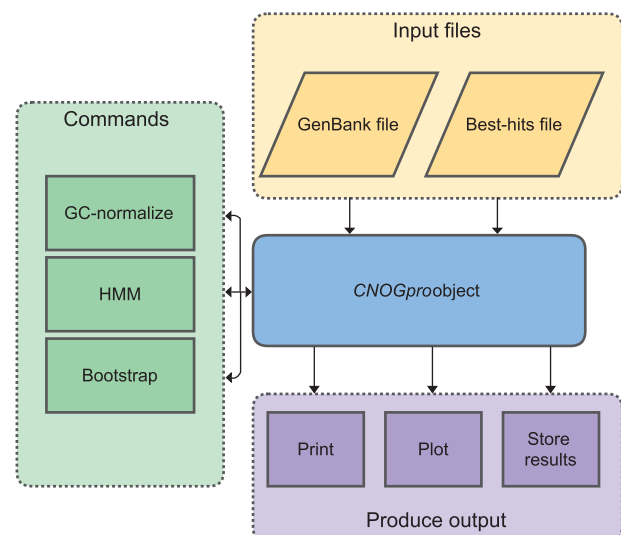 Input files
GenBank file
Best-hits file
Commands
GC-normalize
HMM
Bootstrap
CNOGproobject
Print
Plot
Store
results
Produce output